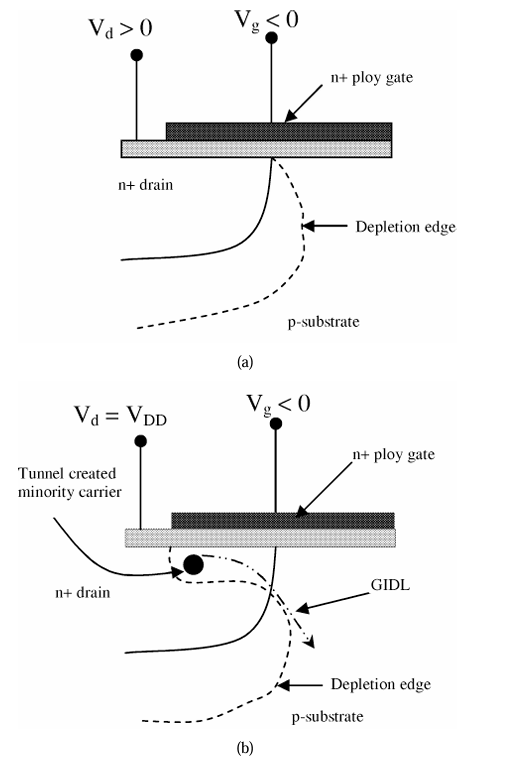 V_d > 0
V_g < 0
n+ ploy gate
n+ drain
Depletion edge
p-substrate
(a)
V_d = V_DD
V_g < 0
n+ ploy gate
Tunnel created
minority carrier
n+ drain
GIDL
Depletion edge
p-substrate
(b)